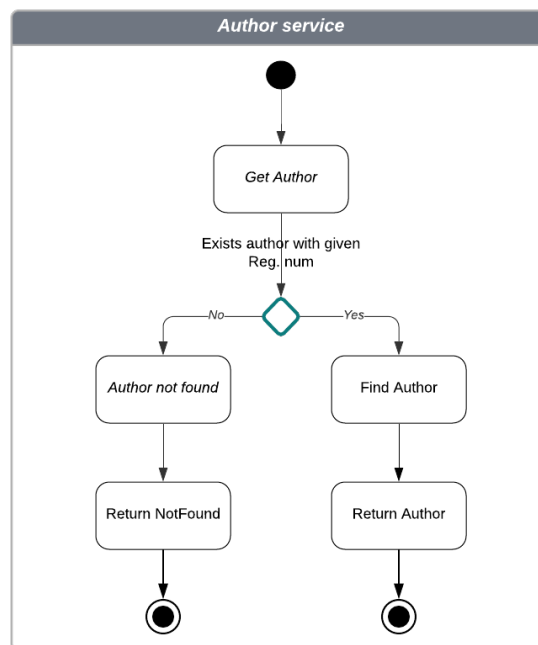 Author service
Get Author
Exists author with given
Reg. num
No
Yes
Author not found
Find Author
Return NotFound
Return Author